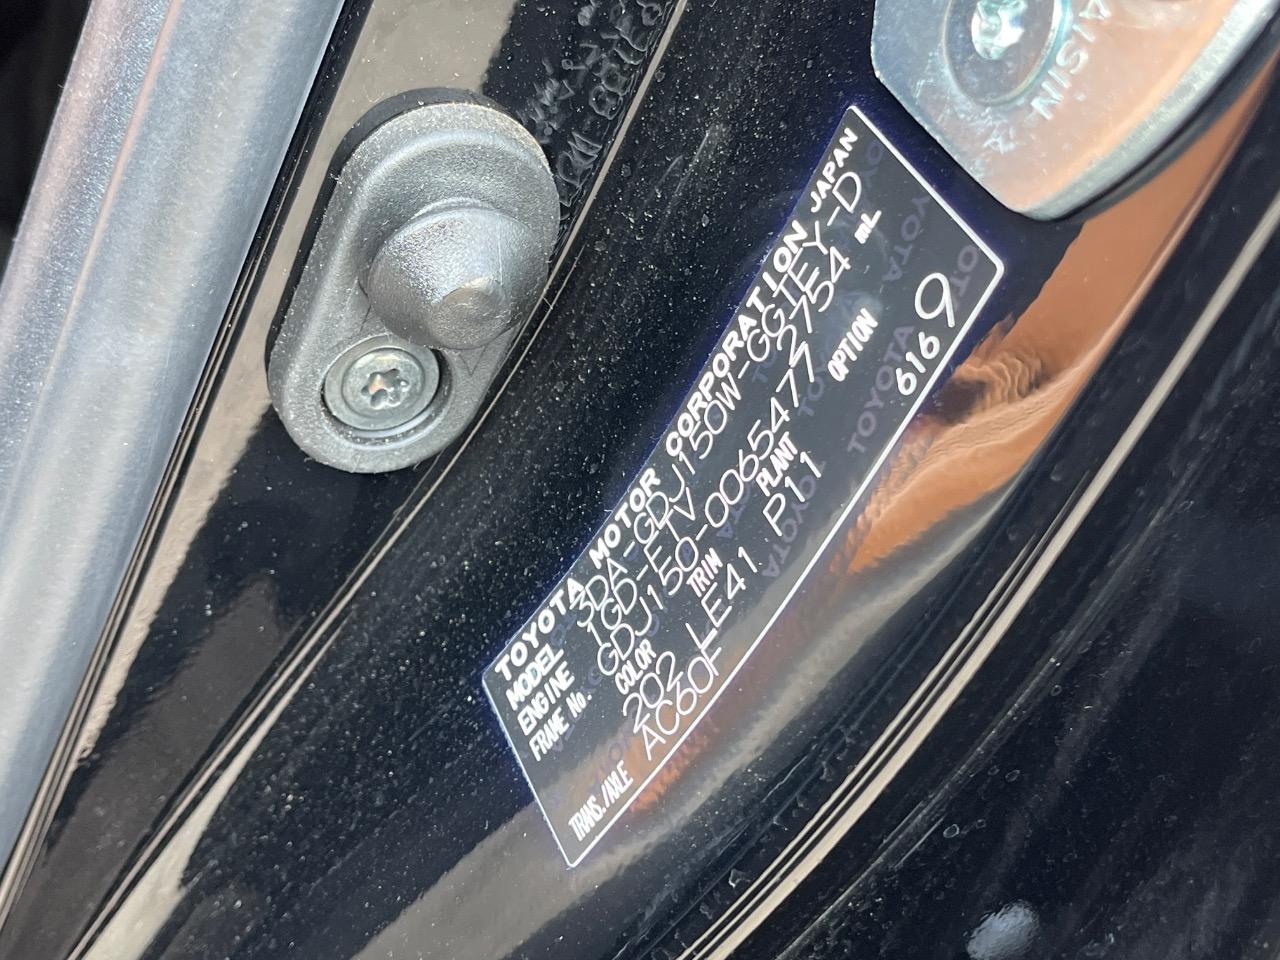 TOYOTA MOTOR CORPORATION JAPAN
MODEL 3DA-GDJ150W-GGTEY-D
ENGINE 1GD-FTV 2754 mL
FRAME No. GDJ150-0065477
COLOR TRIM PLANT OPTION
202 LE41 P11
TRANS./AXLE AC60F
6169
AISIN